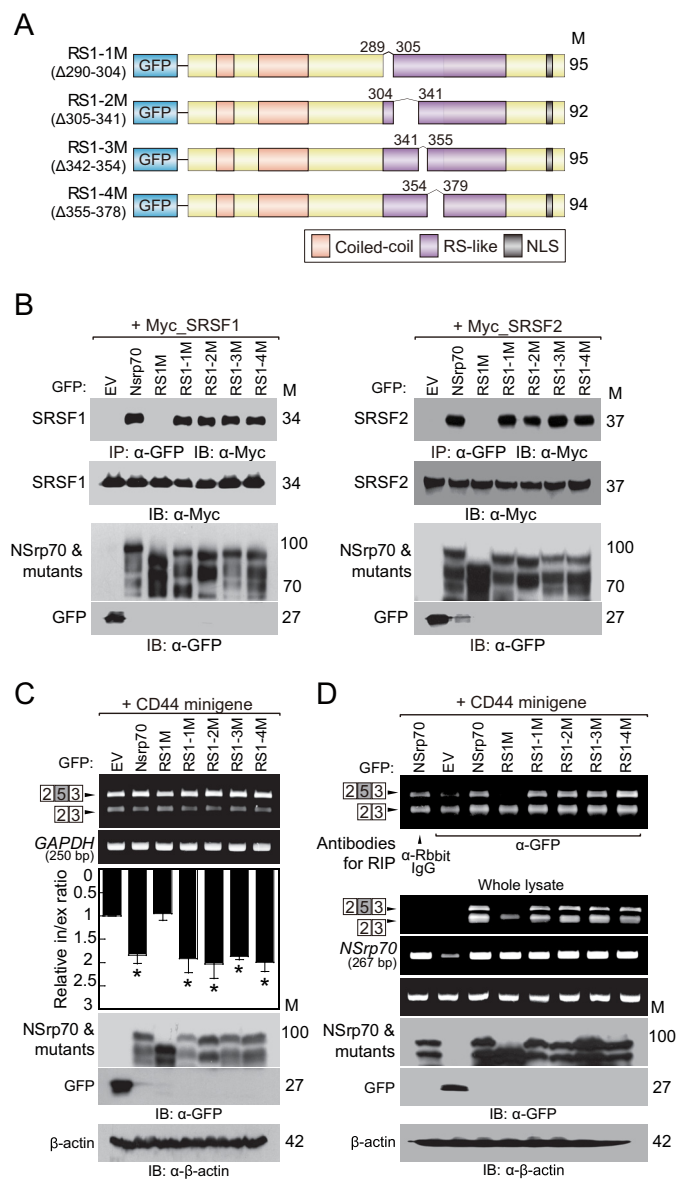 A
289 305 M
RS1-1M
(Δ290-304) GFP 95
304 341
RS1-2M
(Δ305-341) GFP 92
341 355
RS1-3M
(Δ342-354) GFP 95
354 379
RS1-4M
(Δ355-378) GFP 94
Coiled-coil RS-like NLS
B
+ Myc_SRSF1
GFP: EV Nsrp70 RS1M RS1-1M RS1-2M RS1-3M RS1-4M M
SRSF1 34
IP: α-GFP IB: α-Myc
SRSF1 34
IB: α-Myc
NSrp70 & mutants 100
70
GFP 27
IB: α-GFP
+ Myc_SRSF2
GFP: EV NSrp70 RS1M RS1-1M RS1-2M RS1-3M RS1-4M M
SRSF2 37
IP: α-GFP IB: α-Myc
SRSF2 37
IB: α-Myc
NSrp70 & mutants 100
70
GFP 27
IB: α-GFP
C
+ CD44 minigene
GFP: EV Nsrp70 RS1M RS1-1M RS1-2M RS1-3M RS1-4M
2 5 3
2 3
GAPDH
(250 bp)
Relative in/ex ratio
0
0.5
1
1.5
2
2.5
3
* * * * *
M
NSrp70 & mutants 100
GFP 27
IB: α-GFP
β-actin 42
IB: α-β-actin
D
+ CD44 minigene
GFP: NSrp70 EV NSrp70 RS1M RS1-1M RS1-2M RS1-3M RS1-4M
2 5 3
2 3
Antibodies for RIP
α-Rbbit IgG
α-GFP
Whole lysate
2 5 3
2 3
NSrp70
(267 bp)
M
NSrp70 & mutants 100
GFP 27
IB: α-GFP
β-actin 42
IB: α-β-actin